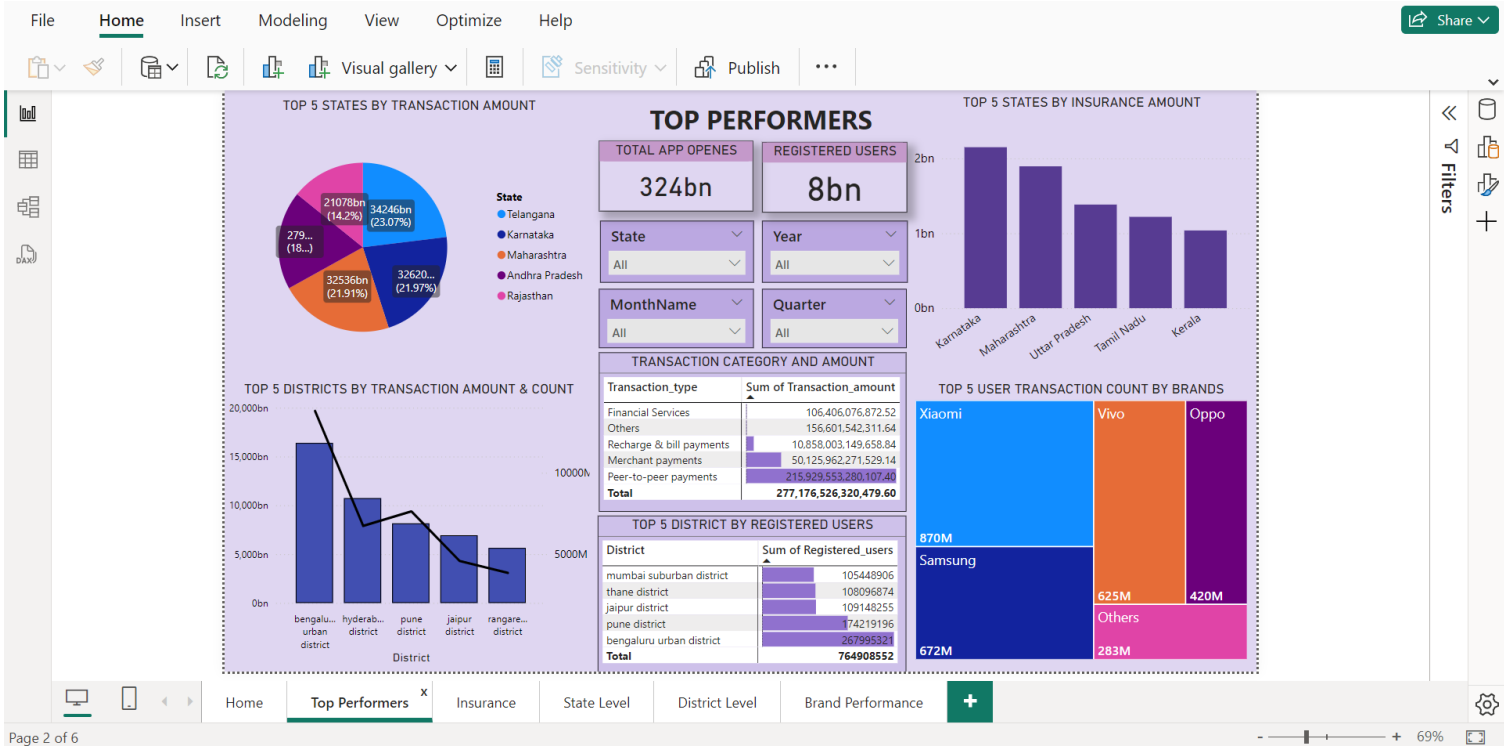 File Home Insert Modeling View Optimize Help Share
Visual gallery Sensitivity Publish ...
TOP 5 STATES BY TRANSACTION AMOUNT
21078bn
(14.2%)
34246bn
(23.07%)
279...
(18...)
32620...
(21.97%)
32536bn
(21.91%)
State
Telangana
Karnataka
Maharashtra
Andhra Pradesh
Rajasthan
TOP PERFORMERS
TOTAL APP OPENES
324bn
REGISTERED USERS
8bn
State
All
Year
All
MonthName
All
Quarter
All
TOP 5 STATES BY INSURANCE AMOUNT
2bn
1bn
0bn
Karnataka
Maharashtra
Uttar Pradesh
Tamil Nadu
Kerala
Filters
DAX
TOP 5 DISTRICTS BY TRANSACTION AMOUNT & COUNT
20,000bn
15,000bn
10,000bn
5,000bn
0bn
10000M
5000M
bengalu...
urban
district
hyderab...
district
pune
district
jaipur
district
rangare...
district
District
TRANSACTION CATEGORY AND AMOUNT
Transaction_type Sum of Transaction_amount
Financial Services 106,406,076,872.52
Others 156,601,542,311.64
Recharge & bill payments 10,858,003,149,658.84
Merchant payments 50,125,962,271,529.14
Peer-to-peer payments 215,929,553,280,107.40
Total 277,176,526,320,479.60
TOP 5 DISTRICT BY REGISTERED USERS
District Sum of Registered_users
mumbai suburban district 105448906
thane district 108096874
jaipur district 109148255
pune district 174219196
bengaluru urban district 267995321
Total 764908552
TOP 5 USER TRANSACTION COUNT BY BRANDS
Xiaomi
870M
Samsung
672M
Vivo
625M
Oppo
420M
Others
283M
Home Top Performers x Insurance State Level District Level Brand Performance +
Page 2 of 6
- + 69%